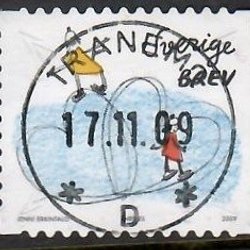 TRANE
Sverige
BREV
17.11.09
D
2009